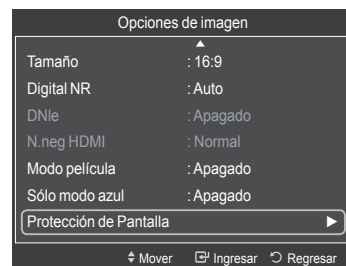 Opciones de imagen
Tamaño : 16:9
Digital NR : Auto
DNIe : Apagado
N.neg HDMI : Normal
Modo película : Apagado
Sólo modo azul : Apagado
Protección de Pantalla
Mover Ingresar Regresar